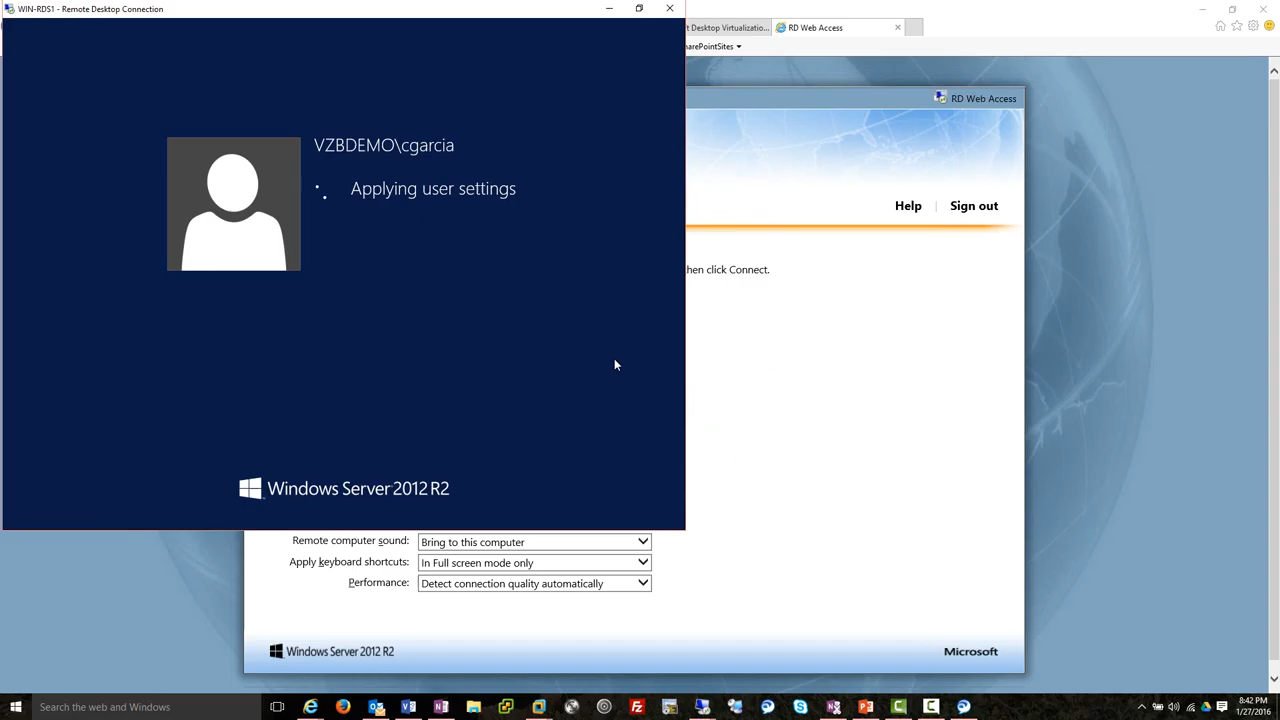 WIN-RDS1 - Remote Desktop Connection
t Desktop Virtualizatio...
RD Web Access
arePointSites
VZBDEMO\cgarcia
Applying user settings
Windows Server 2012 R2
RD Web Access
Help | Sign out
hen click Connect.
Remote computer sound: Bring to this computer
Apply keyboard shortcuts: In Full screen mode only
Performance: Detect connection quality automatically
Windows Server 2012 R2
Microsoft
Search the web and Windows
8:42 PM
1/27/2016